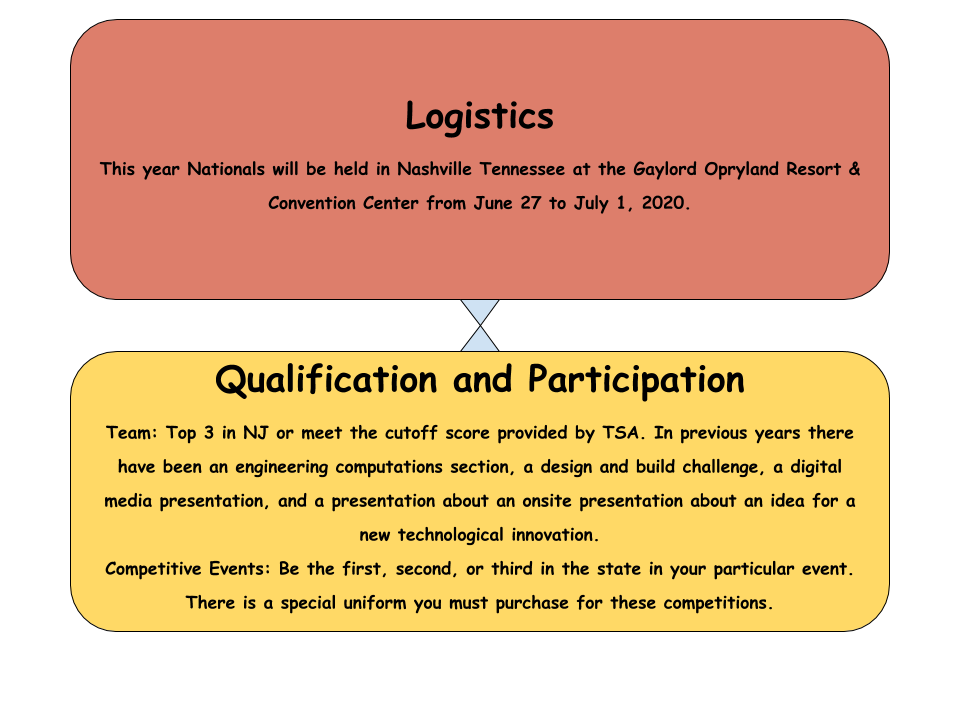 Logistics
This year Nationals will be held in Nashville Tennessee at the Gaylord Opryland Resort &
Convention Center from June 27 to July 1, 2020.
Qualification and Participation
Team: Top 3 in NJ or meet the cutoff score provided by TSA. In previous years there
have been an engineering computations section, a design and build challenge, a digital
media presentation, and a presentation about an onsite presentation about an idea for a
new technological innovation.
Competitive Events: Be the first, second, or third in the state in your particular event.
There is a special uniform you must purchase for these competitions.